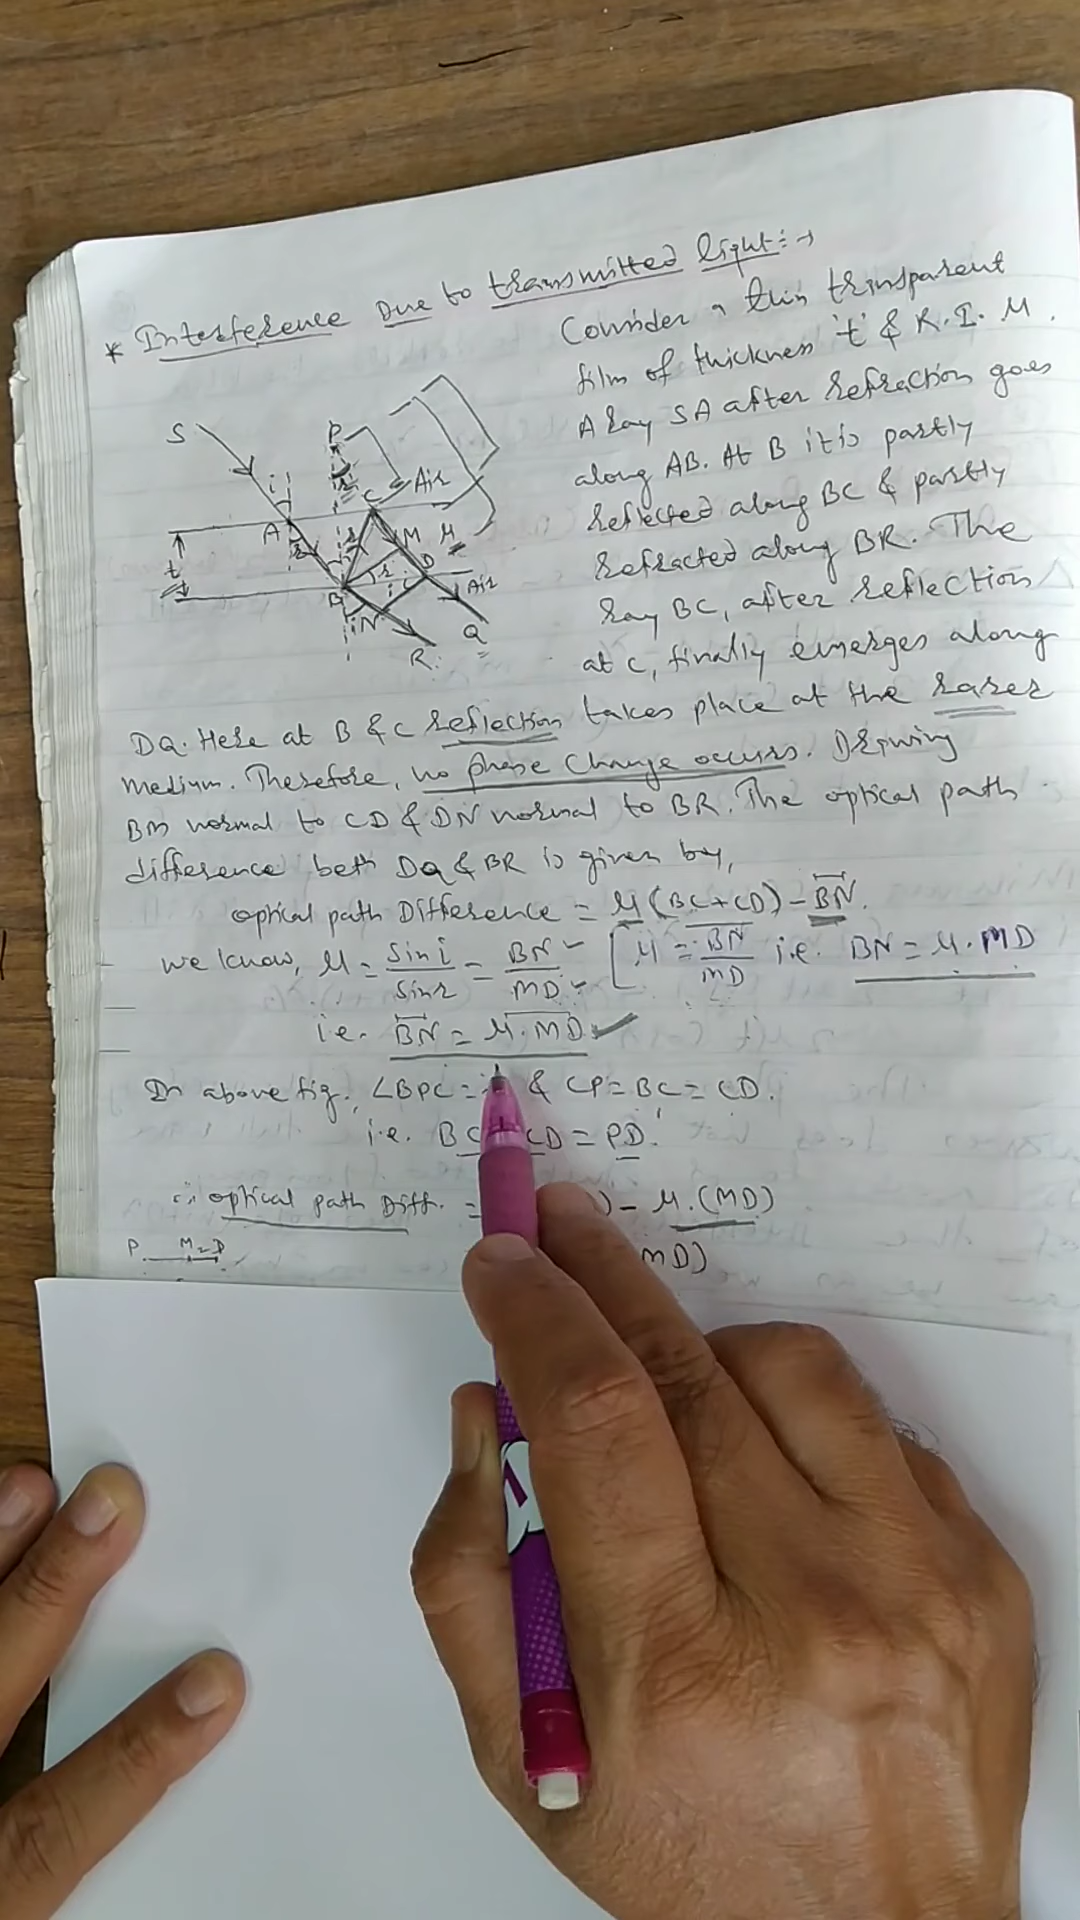 * Interference Due to transmitted light :→
Consider a thin transparent
film of thickness 't' & R.I. μ.
A Ray SA after Refraction goes
along AB. At B it is partly
Reflected along BC & partly
Refracted along BR. The
Ray BC, after Reflection
at C, finally emerges along
S
P
i
r
C
Air
A
r
r
M
μ
t
B
r
i
D
Air
i
N
Q
R
DQ. Here at B & C Reflection takes place at the Rarer
medium. Therefore, no phase change occurs. Drawing
BM normal to CD & DN normal to BR. The optical path
difference betn DQ & BR is given by,
optical path Difference = μ (BC+CD) - BN.
we know, μ = Sin i / Sin r = BN / MD [ μ = BN / MD i.e. BN = μ. MD
i.e. BN = μ. MD ✓
In above fig., ∠BPC = & CP = BC = CD.
i.e. BC CD = PD.
∴ optical path Diff. = ) - μ. (MD)
P M D
MD)